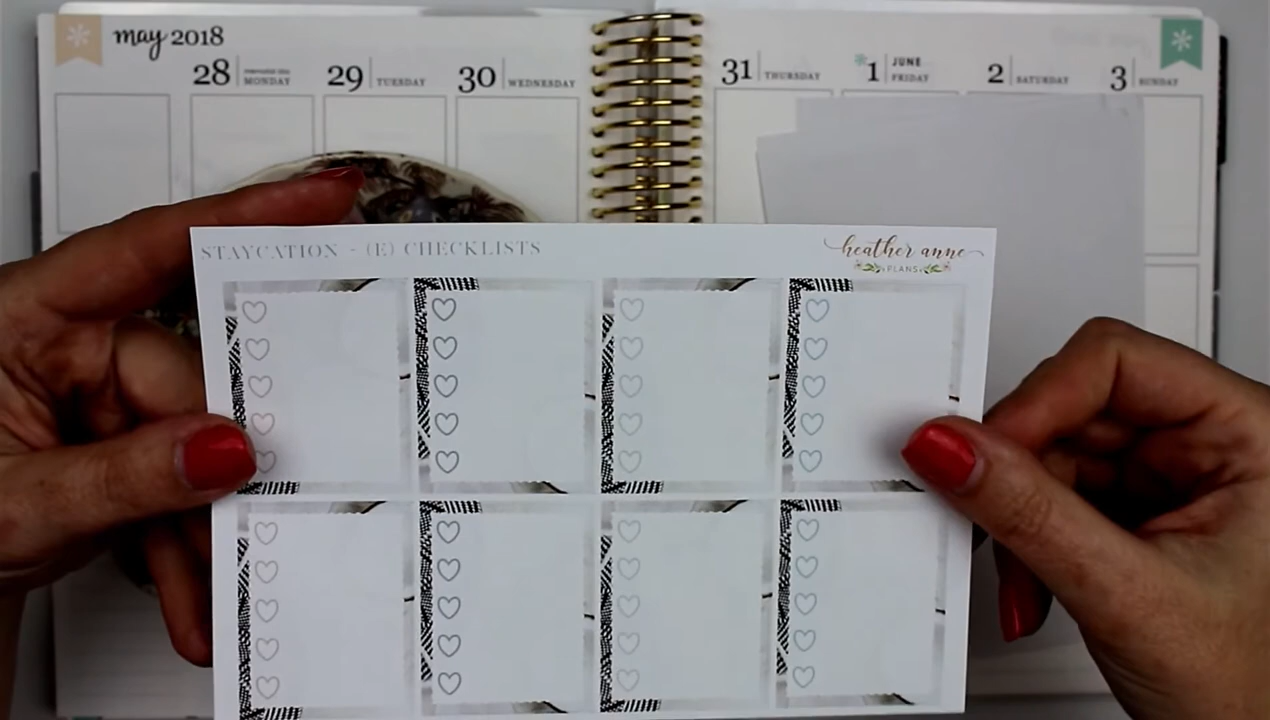 may 2018
28 MONDAY
29 TUESDAY
30 WEDNESDAY
31 THURSDAY
1 JUNE FRIDAY
2 SATURDAY
3 SUNDAY
STAYCATION - (E) CHECKLISTS
heather anne
PLANS